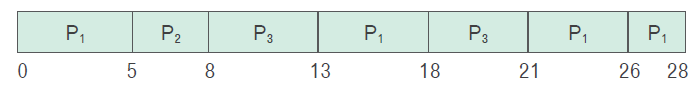 P₁ P₂ P₃ P₁ P₃ P₁ P₁
0 5 8 13 18 21 26 28